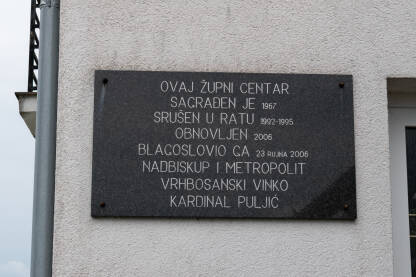 OVAJ ŽUPNI CENTAR
SAGRAĐEN JE 1967
SRUŠEN U RATU 1992-1995
OBNOVLJEN 2006
BLAGOSLOVIO GA 23 RUJNA 2006
NADBISKUP I METROPOLIT
VRHBOSANSKI VINKO
KARDINAL PULJIĆ